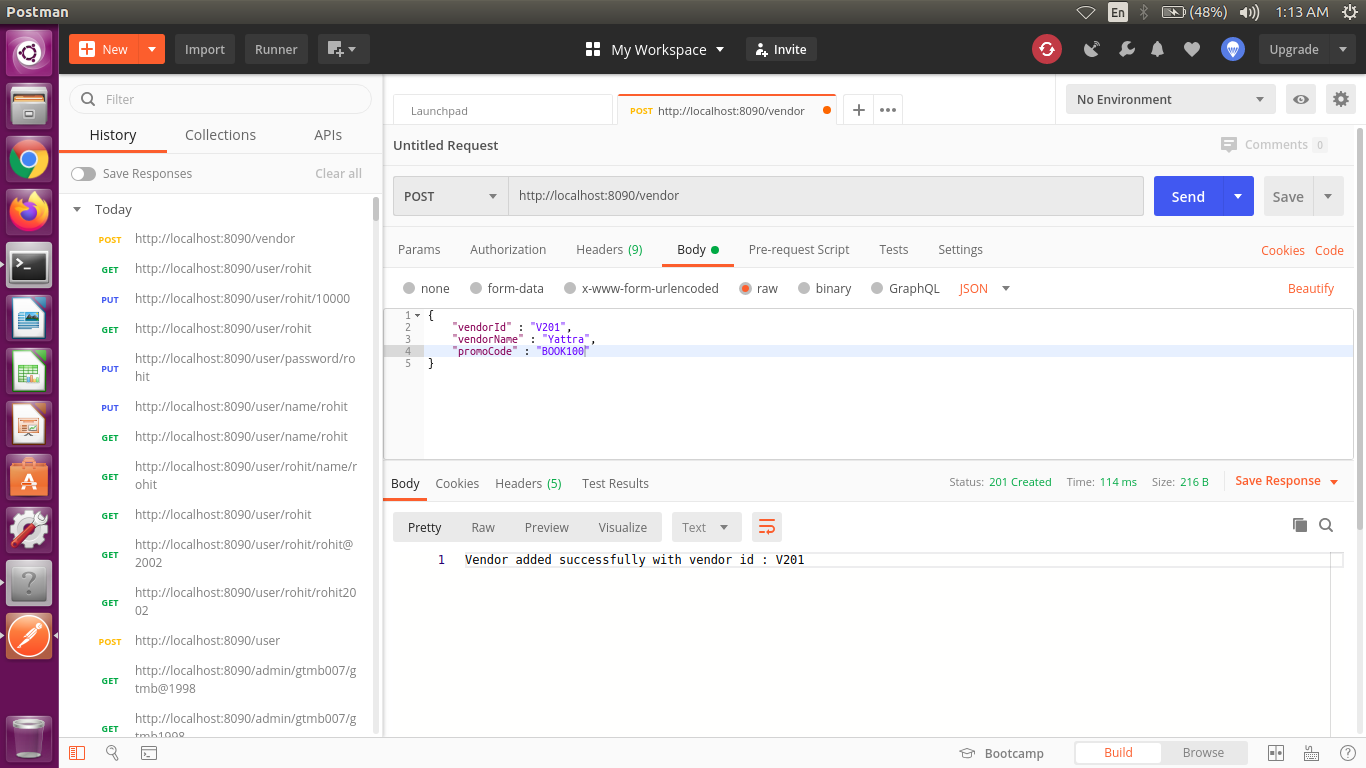 Postman
En
(48%)
1:13 AM
New
Import
Runner
My Workspace
Invite
Upgrade
Filter
History
Collections
APIs
Save Responses
Clear all
Today
POST http://localhost:8090/vendor
GET http://localhost:8090/user/rohit
PUT http://localhost:8090/user/rohit/10000
GET http://localhost:8090/user/rohit
PUT http://localhost:8090/user/password/ro
hit
PUT http://localhost:8090/user/name/rohit
GET http://localhost:8090/user/name/rohit
GET http://localhost:8090/user/rohit/name/r
ohit
GET http://localhost:8090/user/rohit
GET http://localhost:8090/user/rohit/rohit@
2002
GET http://localhost:8090/user/rohit/rohit20
02
POST http://localhost:8090/user
GET http://localhost:8090/admin/gtmb007/g
tmb@1998
GET http://localhost:8090/admin/gtmb007/g
tmb1998
Launchpad
POST http://localhost:8090/vendor
No Environment
Untitled Request
Comments 0
POST
http://localhost:8090/vendor
Send
Save
Params
Authorization
Headers (9)
Body
Pre-request Script
Tests
Settings
Cookies
Code
none
form-data
x-www-form-urlencoded
raw
binary
GraphQL
JSON
Beautify
1 {
2 "vendorId" : "V201",
3 "vendorName" : "Yattra",
4 "promoCode" : "BOOK100"
5 }
Body
Cookies
Headers (5)
Test Results
Status: 201 Created
Time: 114 ms
Size: 216 B
Save Response
Pretty
Raw
Preview
Visualize
Text
1 Vendor added successfully with vendor id : V201
Bootcamp
Build
Browse